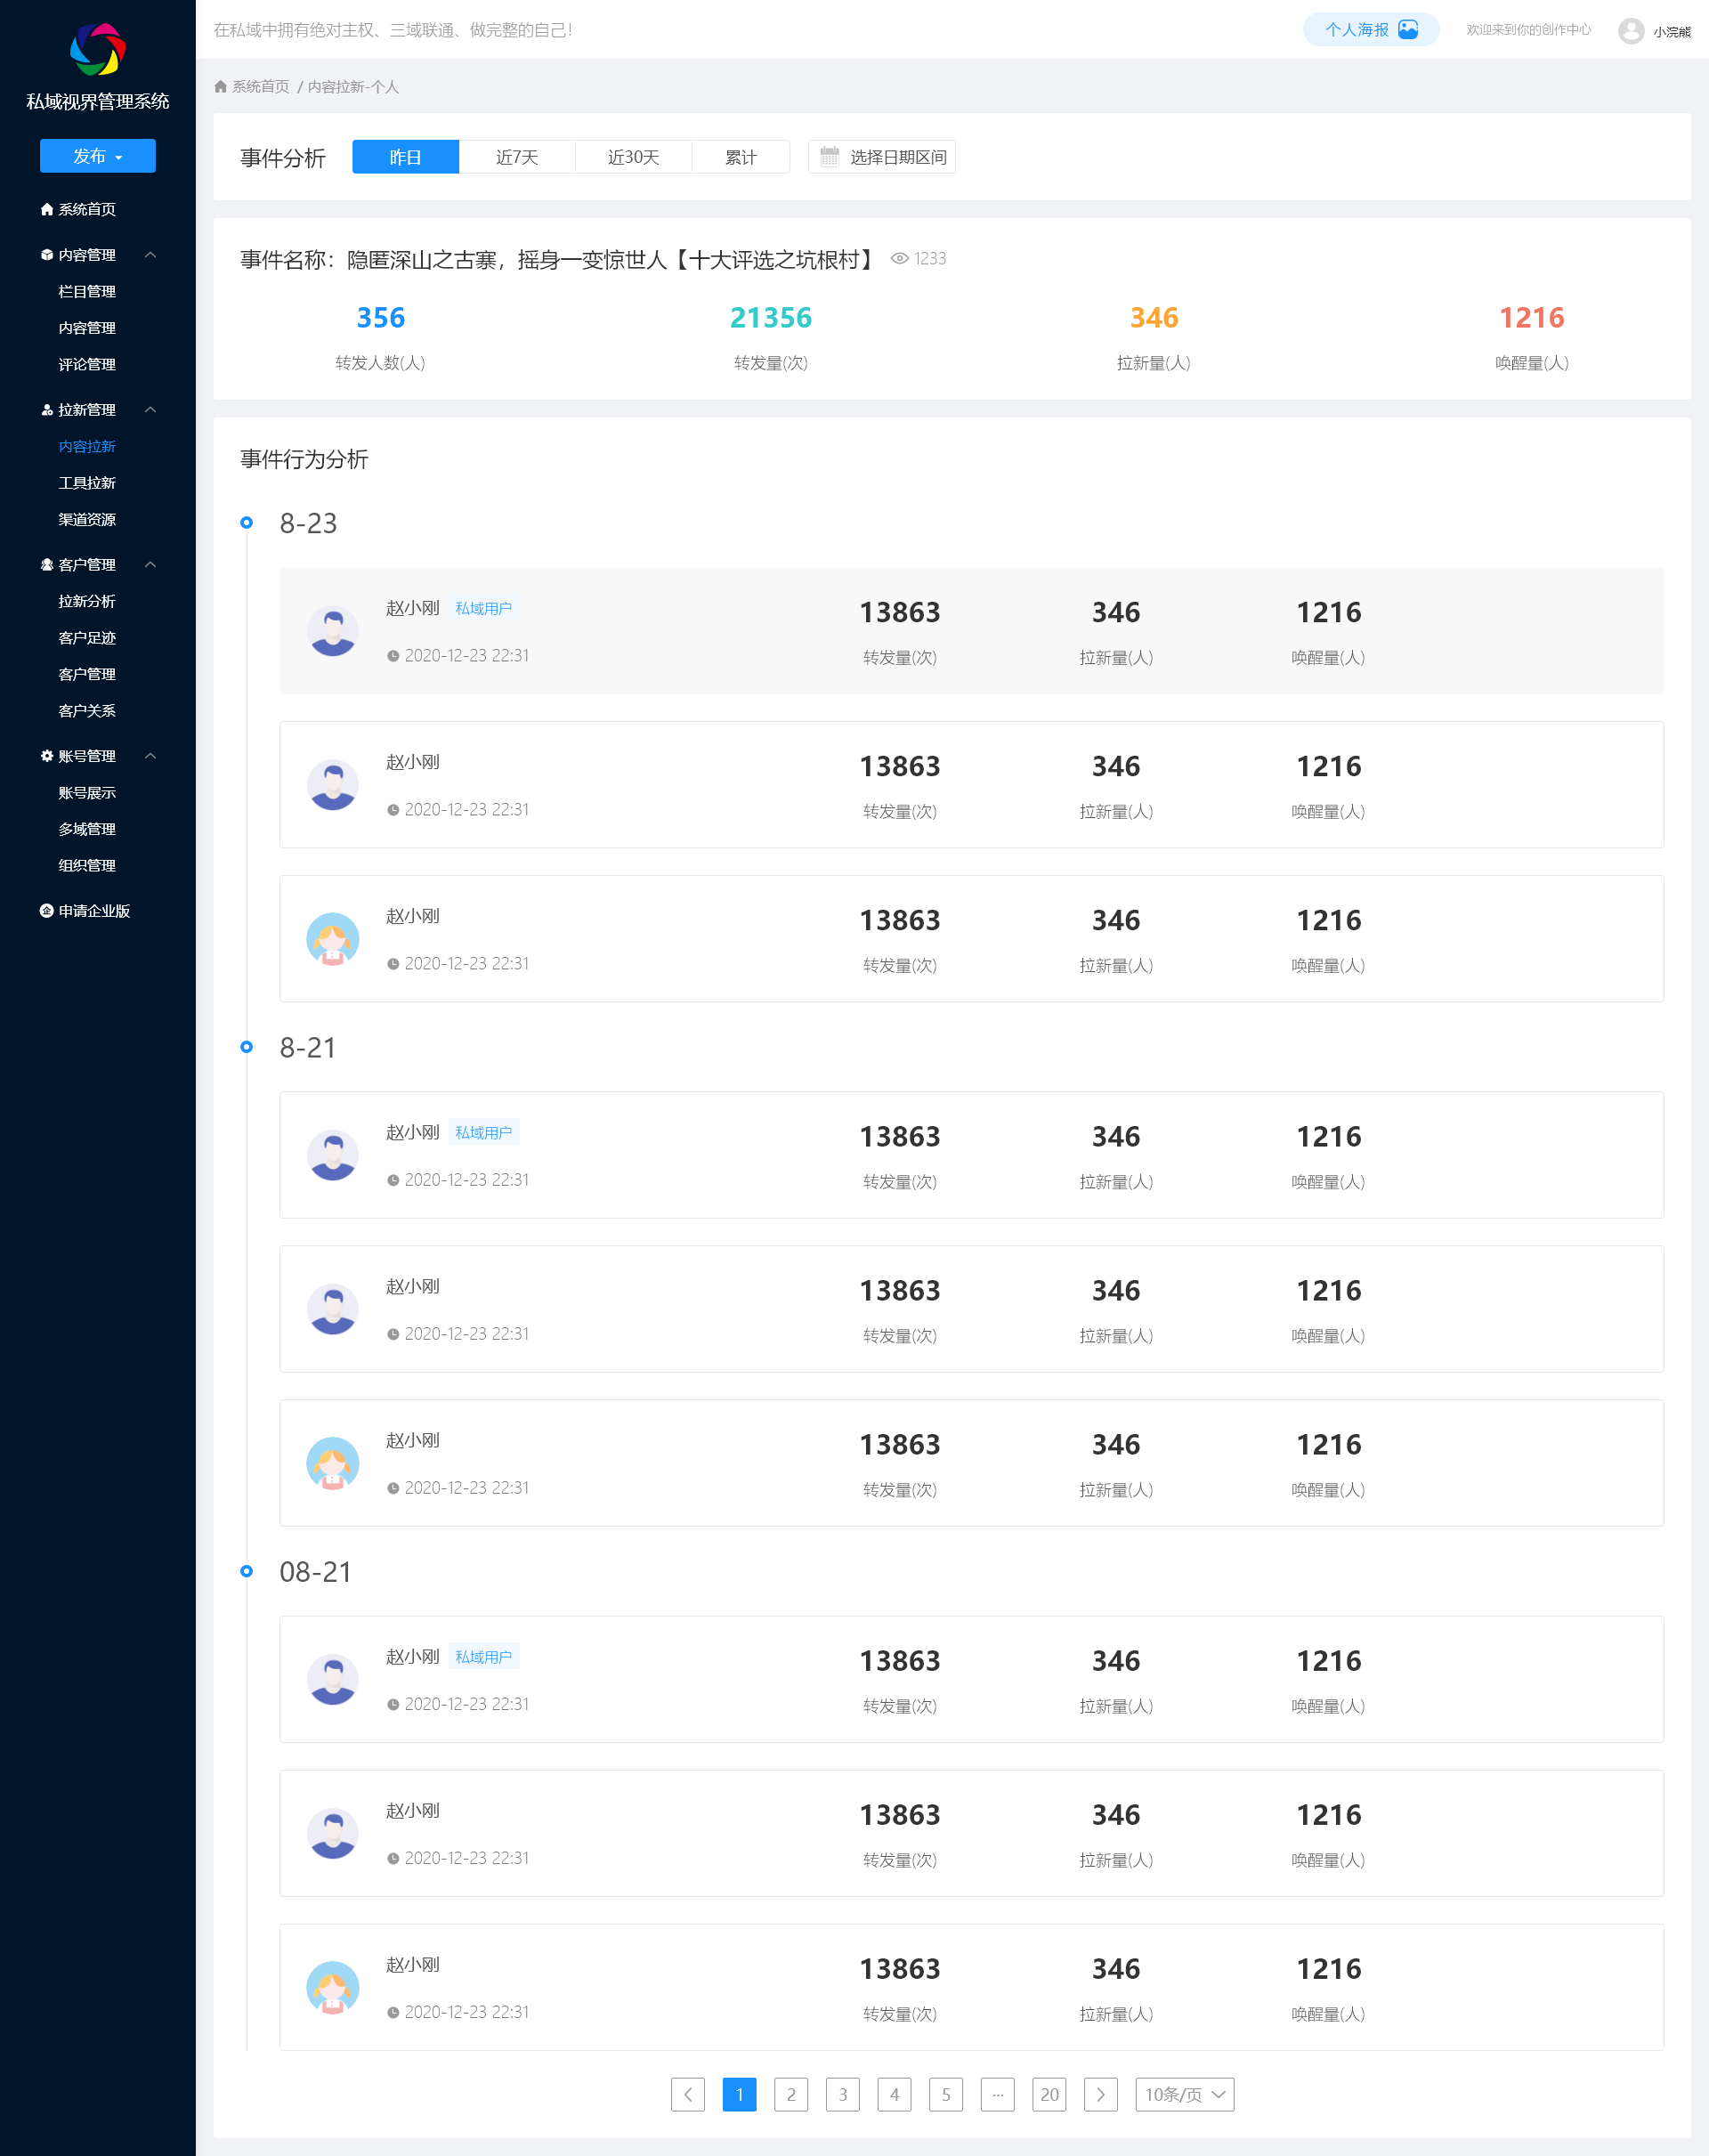 私域视界管理系统
发布
系统首页
内容管理
栏目管理
内容管理
评论管理
拉新管理
内容拉新
工具拉新
渠道资源
客户管理
拉新分析
客户足迹
客户管理
客户关系
账号管理
账号展示
多域管理
组织管理
申请企业版
在私域中拥有绝对主权、三域联通、做完整的自己！
个人海报
欢迎来到你的创作中心
小浣熊
系统首页 / 内容拉新-个人
事件分析
昨日
近7天
近30天
累计
选择日期区间
事件名称：隐匿深山之古寨，摇身一变惊世人【十大评选之坑根村】 1233
356 21356 346 1216
转发人数(人) 转发量(次) 拉新量(人) 唤醒量(人)
事件行为分析
8-23
赵小刚 私域用户 13863 346 1216
2020-12-23 22:31 转发量(次) 拉新量(人) 唤醒量(人)
赵小刚 13863 346 1216
2020-12-23 22:31 转发量(次) 拉新量(人) 唤醒量(人)
赵小刚 13863 346 1216
2020-12-23 22:31 转发量(次) 拉新量(人) 唤醒量(人)
8-21
赵小刚 私域用户 13863 346 1216
2020-12-23 22:31 转发量(次) 拉新量(人) 唤醒量(人)
赵小刚 13863 346 1216
2020-12-23 22:31 转发量(次) 拉新量(人) 唤醒量(人)
赵小刚 13863 346 1216
2020-12-23 22:31 转发量(次) 拉新量(人) 唤醒量(人)
08-21
赵小刚 私域用户 13863 346 1216
2020-12-23 22:31 转发量(次) 拉新量(人) 唤醒量(人)
赵小刚 13863 346 1216
2020-12-23 22:31 转发量(次) 拉新量(人) 唤醒量(人)
赵小刚 13863 346 1216
2020-12-23 22:31 转发量(次) 拉新量(人) 唤醒量(人)
1 2 3 4 5 ··· 20 10条/页